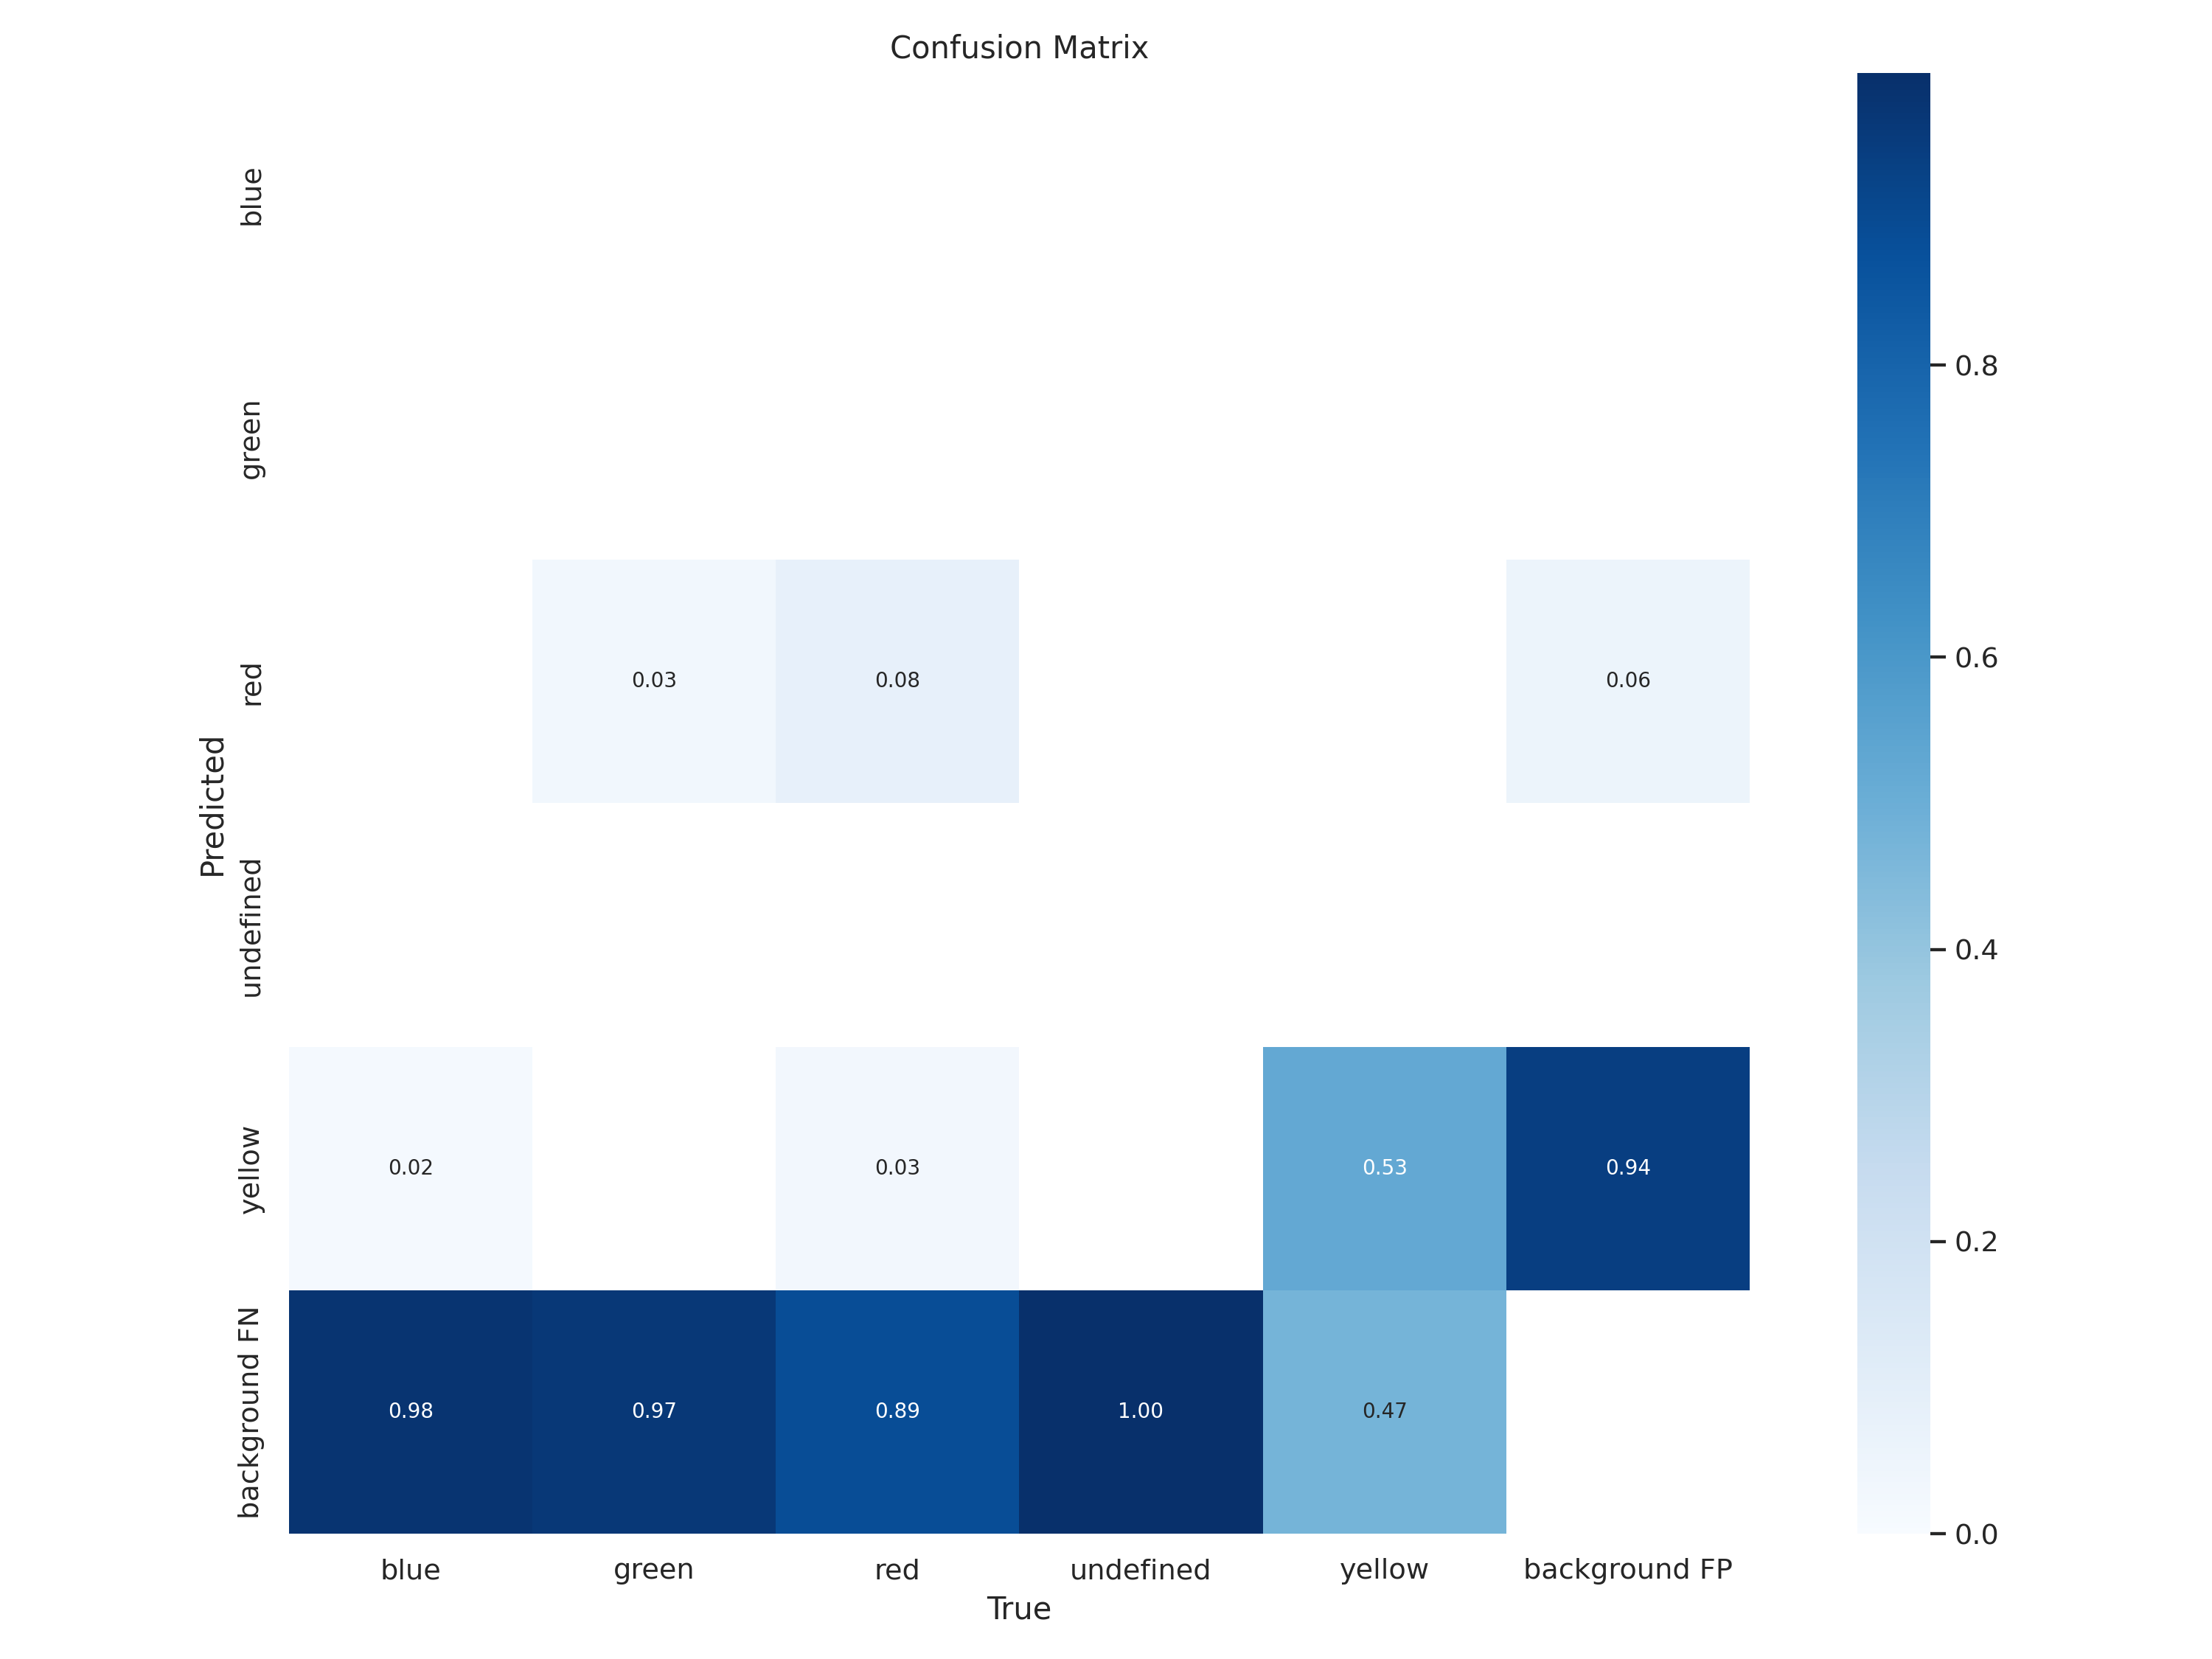 Confusion Matrix
blue
green
red
undefined
yellow
background FN
Predicted
0.03 0.08 0.06
0.02 0.03 0.53 0.94
0.98 0.97 0.89 1.00 0.47
blue green red undefined yellow background FP
True
0.8
0.6
0.4
0.2
0.0